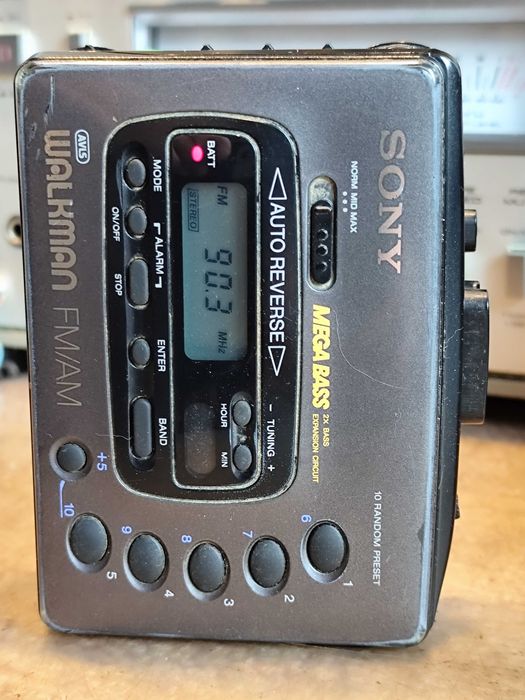 SONY
NORM MID MAX
MEGA BASS
2X BASS
EXPANSION CIRCUIT
10 RANDOM PRESET
◁AUTO REVERSE▷
BATT
FM
STEREO
90.3
MHz
- TUNING +
HOUR
MIN
MODE
ALARM
ON/OFF
STOP
ENTER
BAND
6 7 8 9 10
1 2 3 4 5
+5
AVLS
WALKMAN FM/AM